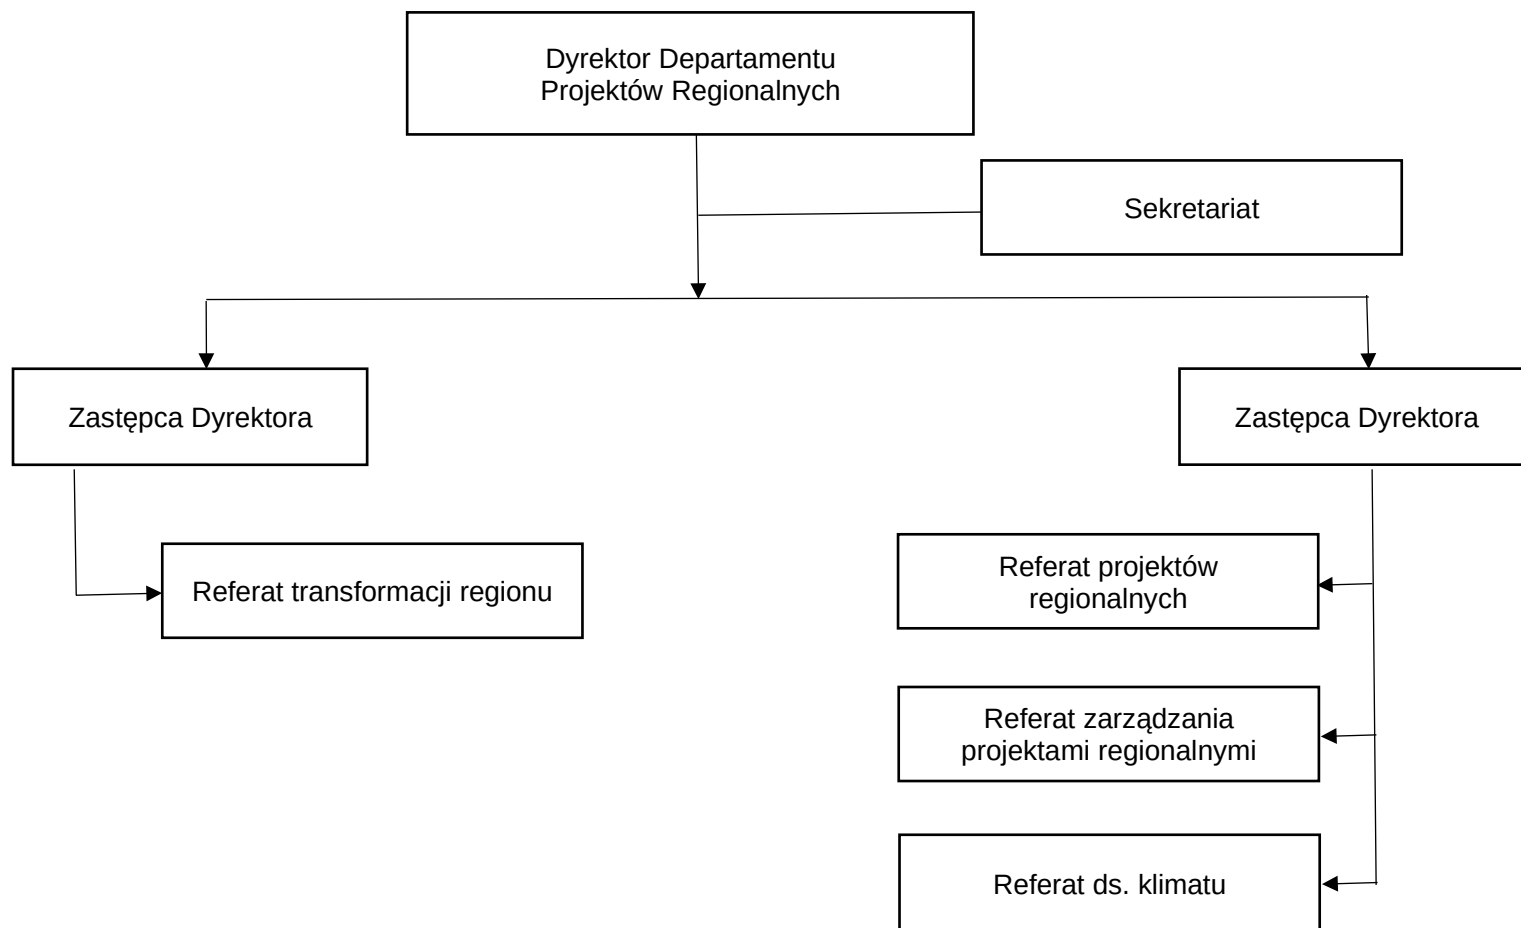 Dyrektor Departamentu
Projektów Regionalnych
Sekretariat
Zastępca Dyrektora
Zastępca Dyrektora
Referat transformacji regionu
Referat projektów
regionalnych
Referat zarządzania
projektami regionalnymi
Referat ds. klimatu